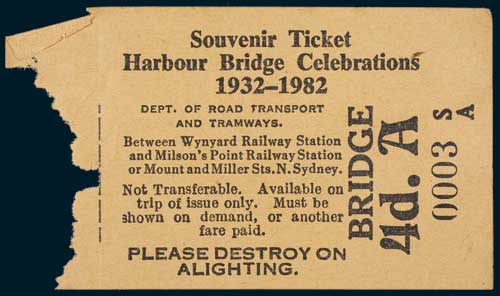 Souvenir Ticket
Harbour Bridge Celebrations
1932–1982
DEPT. OF ROAD TRANSPORT
AND TRAMWAYS.
Between Wynyard Railway Station
and Milson's Point Railway Station
or Mount and Miller Sts. N. Sydney.
Not Transferable. Available on
trip of issue only. Must be
shown on demand, or another
fare paid.
PLEASE DESTROY ON
ALIGHTING.
BRIDGE
4d. A
0003
S
A